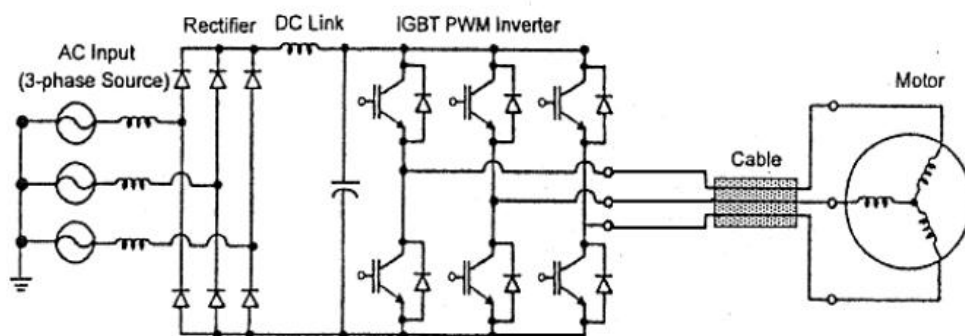 Rectifier
DC Link
IGBT PWM Inverter
AC Input
(3-phase Source)
Motor
Cable